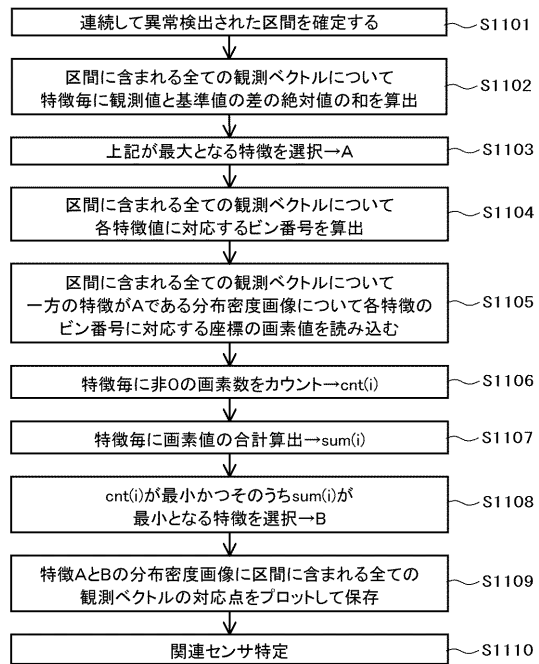 連続して異常検出された区間を確定する
S1101
区間に含まれる全ての観測ベクトルについて
特徴毎に観測値と基準値の差の絶対値の和を算出
S1102
上記が最大となる特徴を選択→A
S1103
区間に含まれる全ての観測ベクトルについて
各特徴値に対応するビン番号を算出
S1104
区間に含まれる全ての観測ベクトルについて
一方の特徴がAである分布密度画像について各特徴の
ビン番号に対応する座標の画素値を読み込む
S1105
特徴毎に非0の画素数をカウント→cnt(i)
S1106
特徴毎に画素値の合計算出→sum(i)
S1107
cnt(i)が最小かつそのうちsum(i)が
最小となる特徴を選択→B
S1108
特徴AとBの分布密度画像に区間に含まれる全ての
観測ベクトルの対応点をプロットして保存
S1109
関連センサ特定
S1110